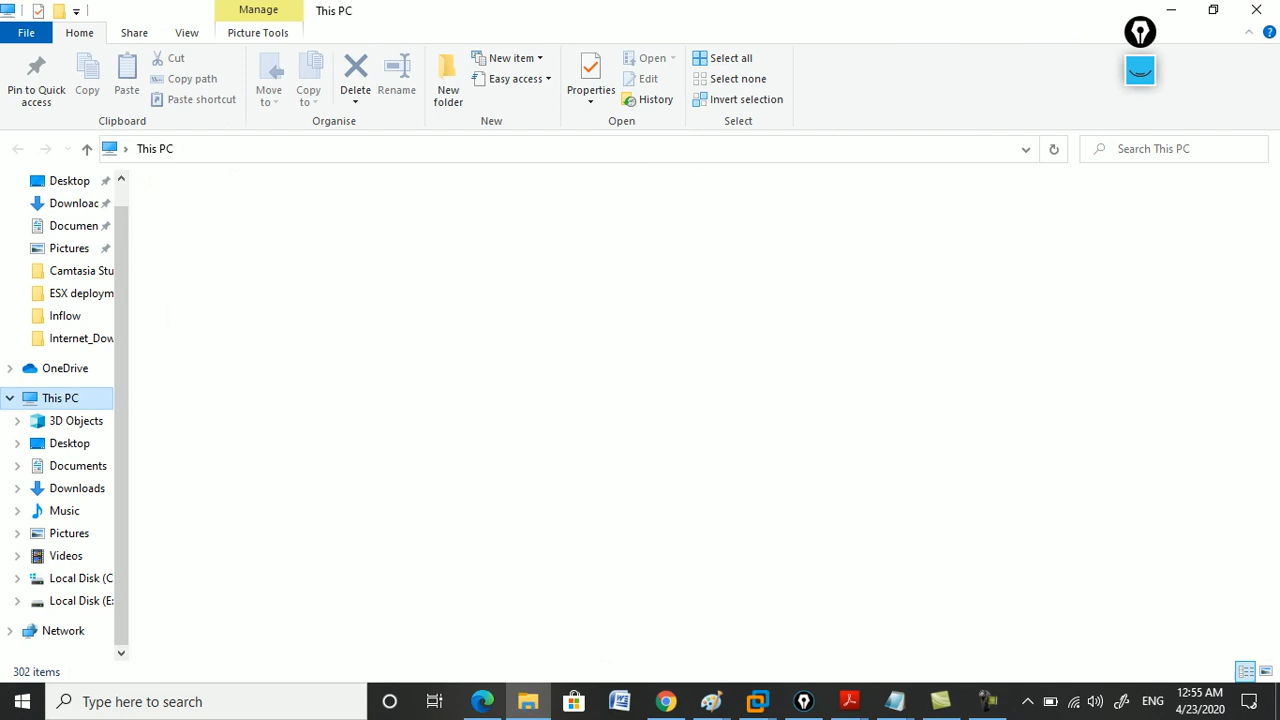 Manage
This PC
File
Home
Share
View
Picture Tools
Pin to Quick access
Copy
Paste
Cut
Copy path
Paste shortcut
Clipboard
Move to
Copy to
Delete
Rename
Organise
New folder
New item
Easy access
New
Properties
Open
Edit
History
Open
Select all
Select none
Invert selection
Select
This PC
Search This PC
Desktop
Downloac
Documen
Pictures
Camtasia Stu
ESX deploym
Inflow
Internet_Dow
OneDrive
This PC
3D Objects
Desktop
Documents
Downloads
Music
Pictures
Videos
Local Disk (C
Local Disk (E:
Network
302 items
Type here to search
ENG
12:55 AM
4/23/2020